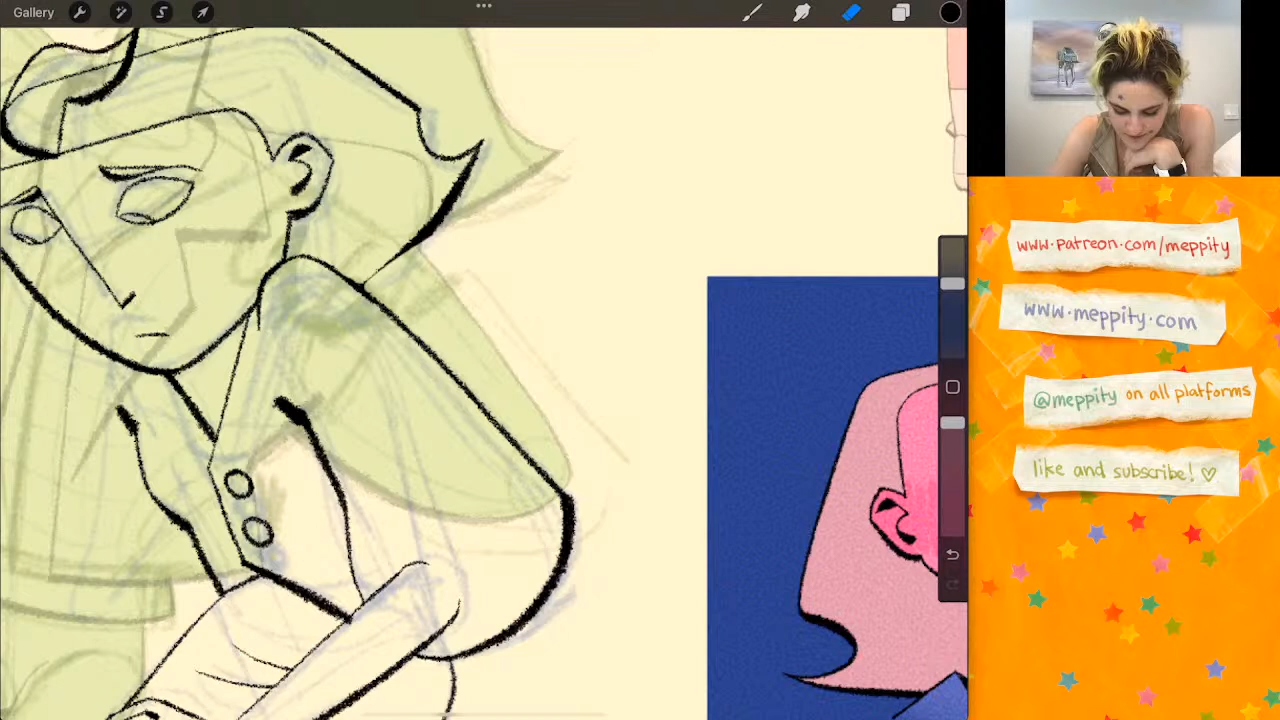 Gallery
www.patreon.com/meppity
www.meppity.com
@meppity on all platforms
like and subscribe! ♡